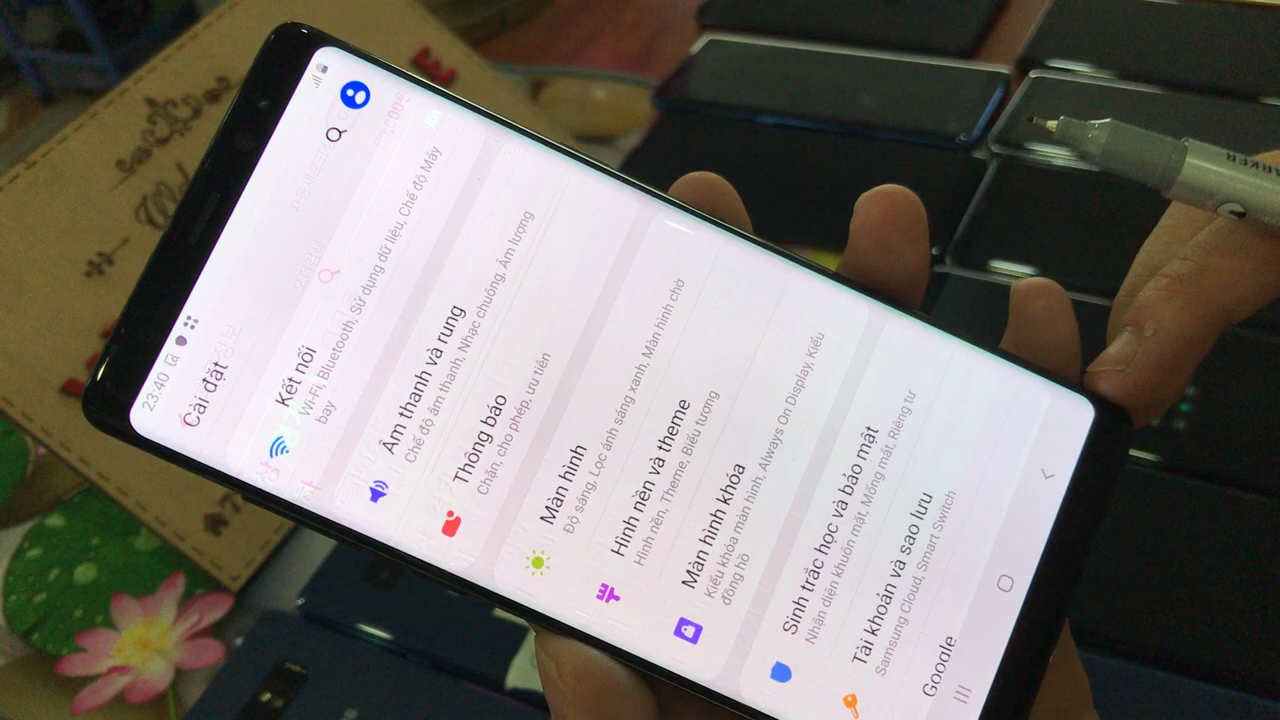 23:40
Cài đặt
Kết nối
Wi-Fi, Bluetooth, Sử dụng dữ liệu, Chế độ Máy
bay
Âm thanh và rung
Chế độ âm thanh, Nhạc chuông, Âm lượng
Thông báo
Chặn, cho phép, ưu tiên
Màn hình
Độ sáng, Lọc ánh sáng xanh, Màn hình chờ
Hình nền và theme
Hình nền, Theme, Biểu tượng
Màn hình khóa
Kiểu khóa màn hình, Always On Display, Kiểu
đồng hồ
Sinh trắc học và bảo mật
Nhận diện khuôn mặt, Mống mắt, Riêng tư
Tài khoản và sao lưu
Samsung Cloud, Smart Switch
Google
MARKER